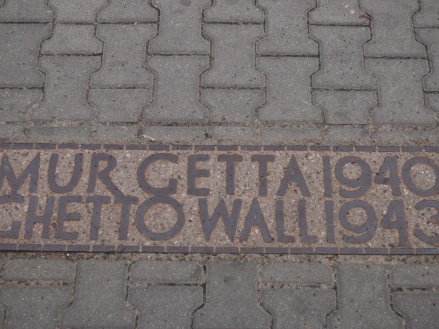 MUR GETTA 1940
GHETTO WALL 1943